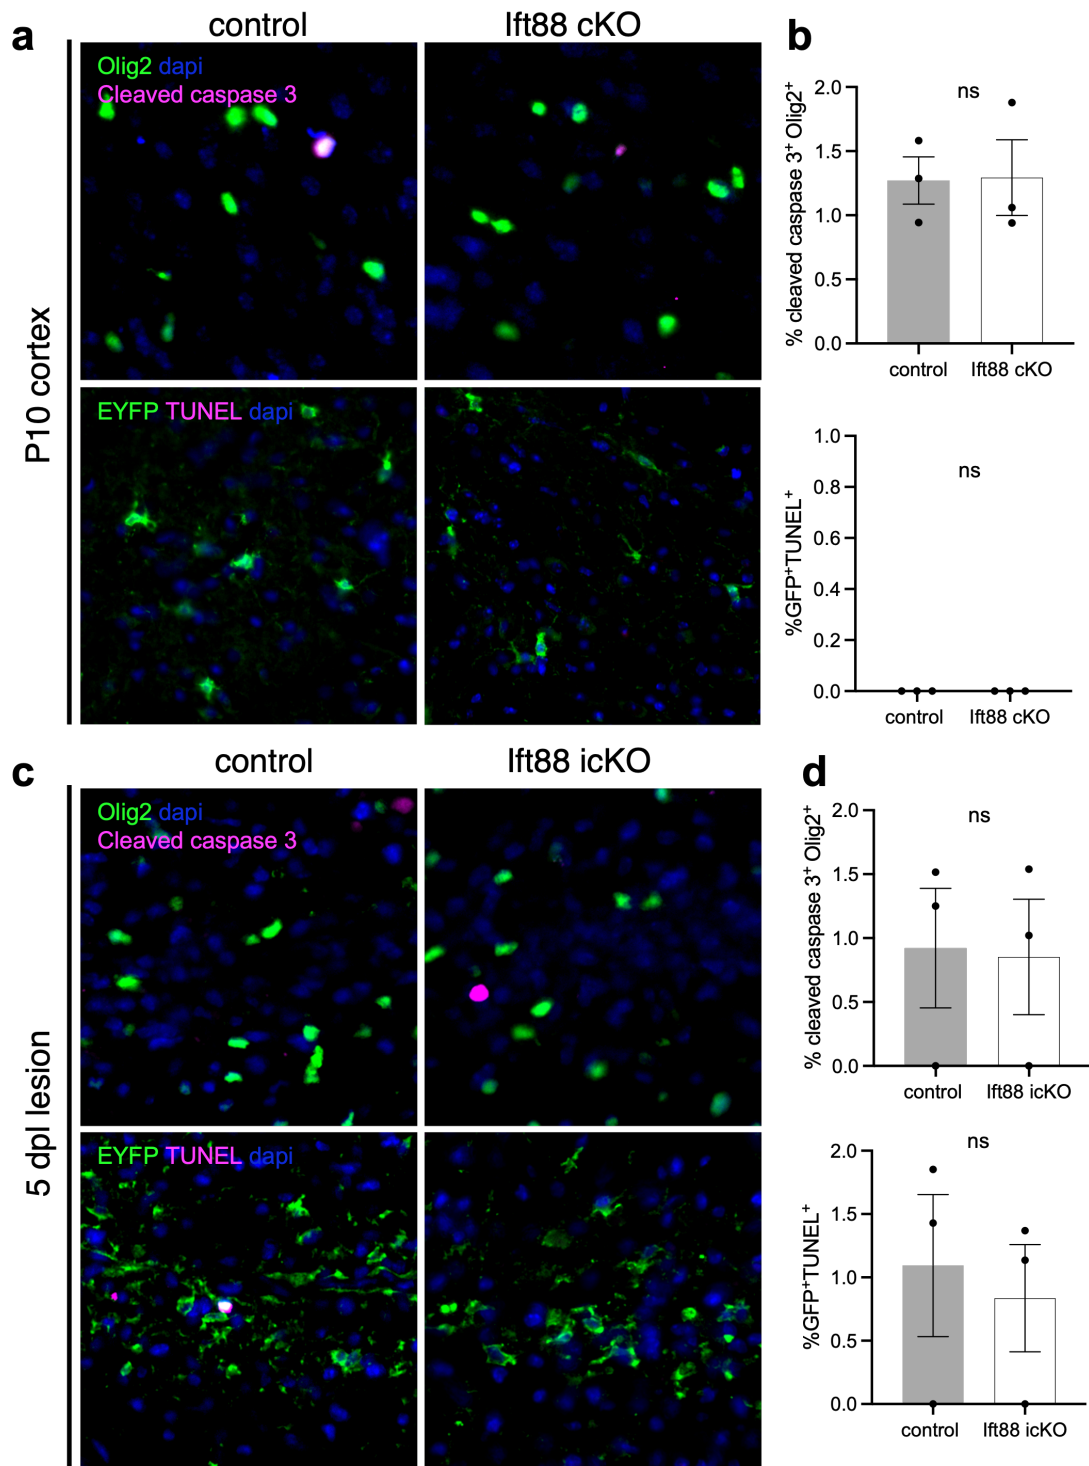 a
control
Ift88 cKO
P10 cortex
Olig2 dapi
Cleaved caspase 3
EYFP TUNEL dapi
b
% cleaved caspase 3+ Olig2+
2.0
1.5
1.0
0.5
0.0
ns
control
Ift88 cKO
%GFP+TUNEL+
1.0
0.8
0.6
0.4
0.2
0.0
ns
control
Ift88 cKO
c
control
Ift88 icKO
5 dpl lesion
Olig2 dapi
Cleaved caspase 3
EYFP TUNEL dapi
d
% cleaved caspase 3+ Olig2+
2.0
1.5
1.0
0.5
0.0
ns
control
Ift88 icKO
%GFP+TUNEL+
2.0
1.5
1.0
0.5
0.0
ns
control
Ift88 icKO